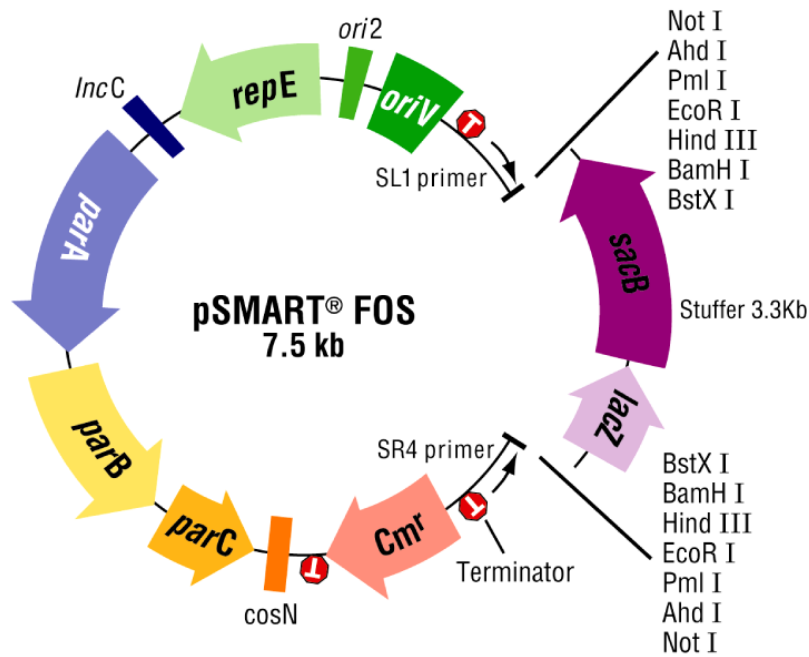 ori2
IncC
repE
oriV
T
SL1 primer
Not I
Ahd I
Pml I
EcoR I
Hind III
BamH I
BstX I
parA
sacB
pSMART® FOS
7.5 kb
Stuffer 3.3Kb
lacZ
parB
SR4 primer
parC
Cmʳ
T
T
cosN
Terminator
BstX I
BamH I
Hind III
EcoR I
Pml I
Ahd I
Not I